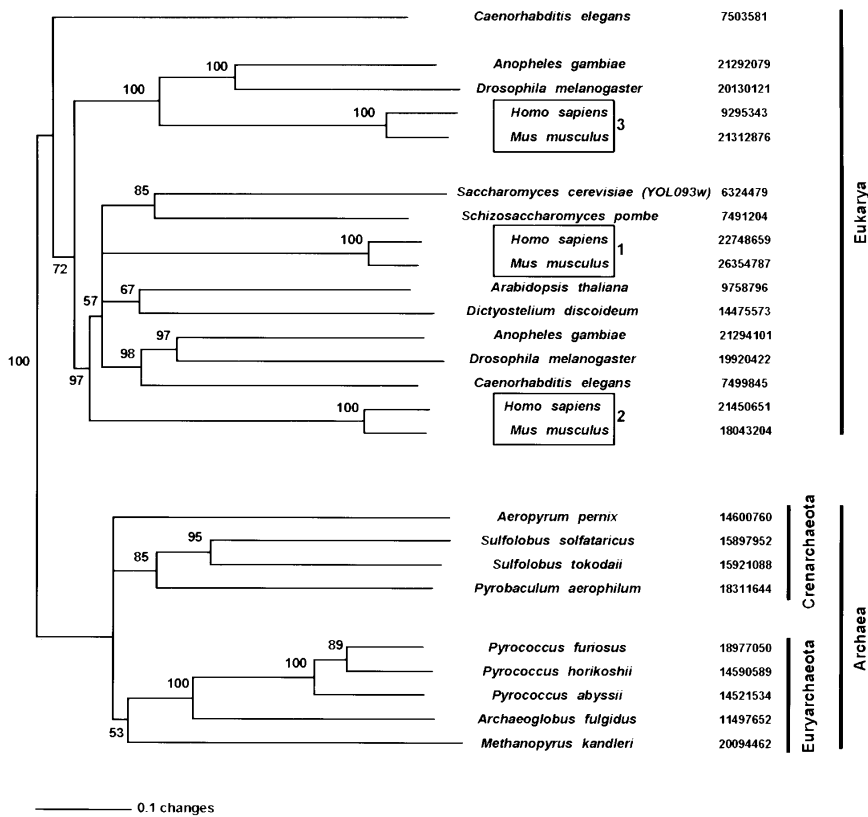 Caenorhabditis elegans 7503581
100 Anopheles gambiae 21292079
100 Drosophila melanogaster 20130121
100 Homo sapiens 9295343
3
Mus musculus 21312876
85 Saccharomyces cerevisiae (YOL093w) 6324479
Schizosaccharomyces pombe 7491204
100 Homo sapiens 22748659
1
72
Mus musculus 26354787
57 67 Arabidopsis thaliana 9758796
Dictyostelium discoideum 14475573
97 Anopheles gambiae 21294101
100 98 Drosophila melanogaster 19920422
97 Caenorhabditis elegans 7499845
100 Homo sapiens 21450651
2
Mus musculus 18043204
Eukarya
Aeropyrum pernix 14600760
95 Sulfolobus solfataricus 15897952
85 Sulfolobus tokodaii 15921088
Pyrobaculum aerophilum 18311644
Crenarchaeota
89 Pyrococcus furiosus 18977050
100 Pyrococcus horikoshii 14590589
100 Pyrococcus abyssii 14521534
Archaeoglobus fulgidus 11497652
53 Methanopyrus kandleri 20094462
Euryarchaeota
Archaea
0.1 changes